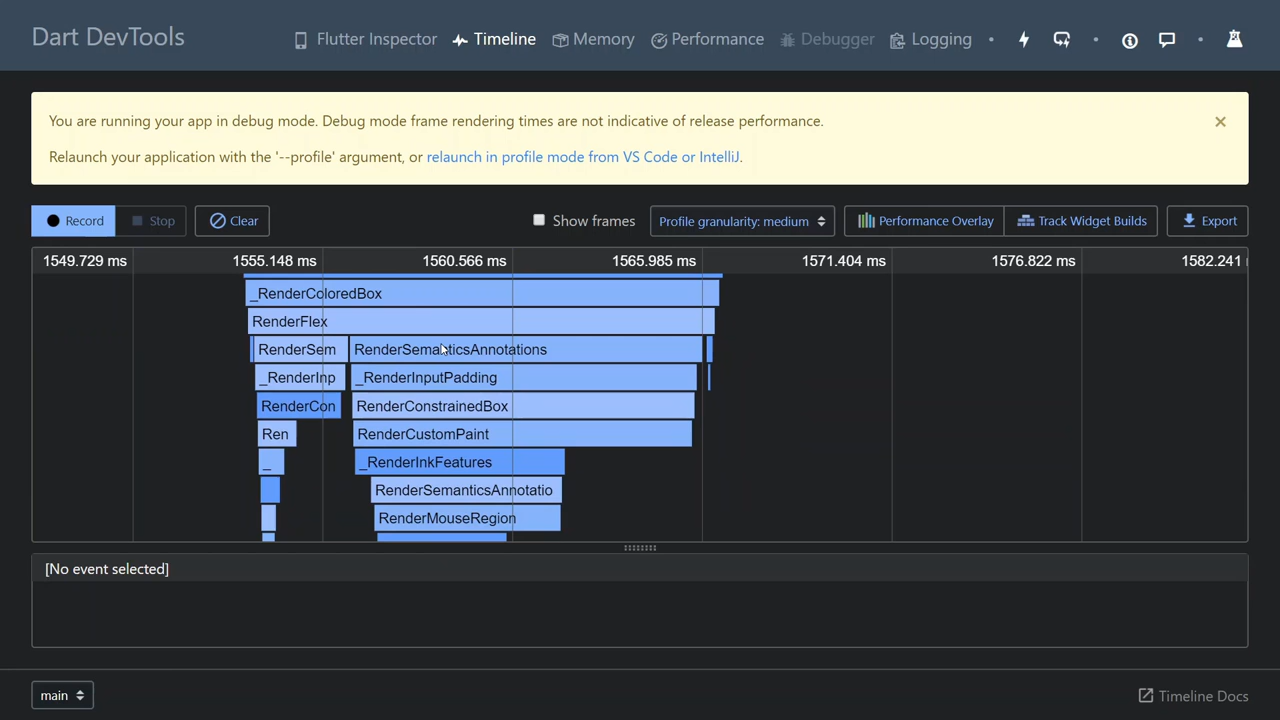 Dart DevTools
Flutter Inspector Timeline Memory Performance Debugger Logging
You are running your app in debug mode. Debug mode frame rendering times are not indicative of release performance.
Relaunch your application with the '--profile' argument, or relaunch in profile mode from VS Code or IntelliJ.
Record Stop Clear Show frames Profile granularity: medium Performance Overlay Track Widget Builds Export
1549.729 ms 1555.148 ms 1560.566 ms 1565.985 ms 1571.404 ms 1576.822 ms 1582.241
_RenderColoredBox
RenderFlex
RenderSem RenderSemanticsAnnotations
_RenderInp _RenderInputPadding
RenderCon RenderConstrainedBox
Ren RenderCustomPaint
_ _RenderInkFeatures
RenderSemanticsAnnotatio
RenderMouseRegion
[No event selected]
main Timeline Docs